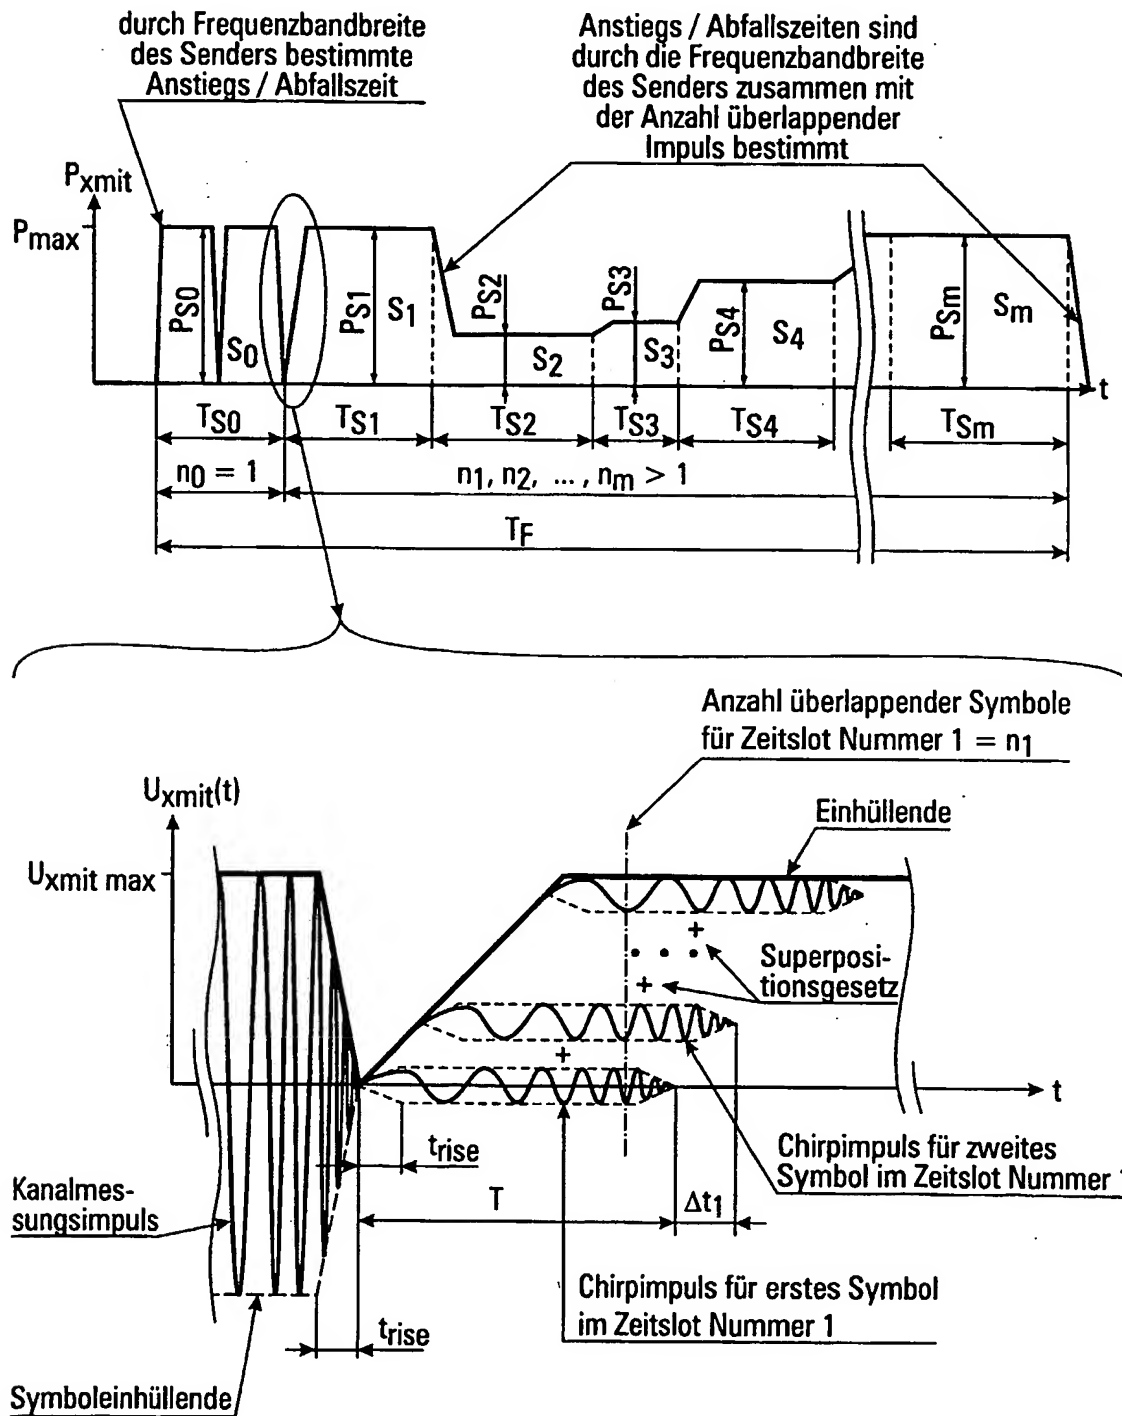 durch Frequenzbandbreite
des Senders bestimmte
Anstiegs / Abfallszeit
Anstiegs / Abfallszeiten sind
durch die Frequenzbandbreite
des Senders zusammen mit
der Anzahl überlappender
Impuls bestimmt
Pxmit
Pmax
PS0
S0
PS1
S1
PS2
S2
PS3
S3
PS4
S4
PSm
Sm
t
TS0
TS1
TS2
TS3
TS4
TSm
n0 = 1
n1, n2, ... , nm > 1
TF
Anzahl überlappender Symbole
für Zeitslot Nummer 1 = n1
Uxmit(t)
Einhüllende
Uxmit max
+
Superposi-
tionsgesetz
+
+
t
trise
Chirpimpuls für zweites
Symbol im Zeitslot Nummer 1
Kanalmes-
sungsimpuls
T
Δt1
Chirpimpuls für erstes Symbol
im Zeitslot Nummer 1
trise
Symboleinhüllende